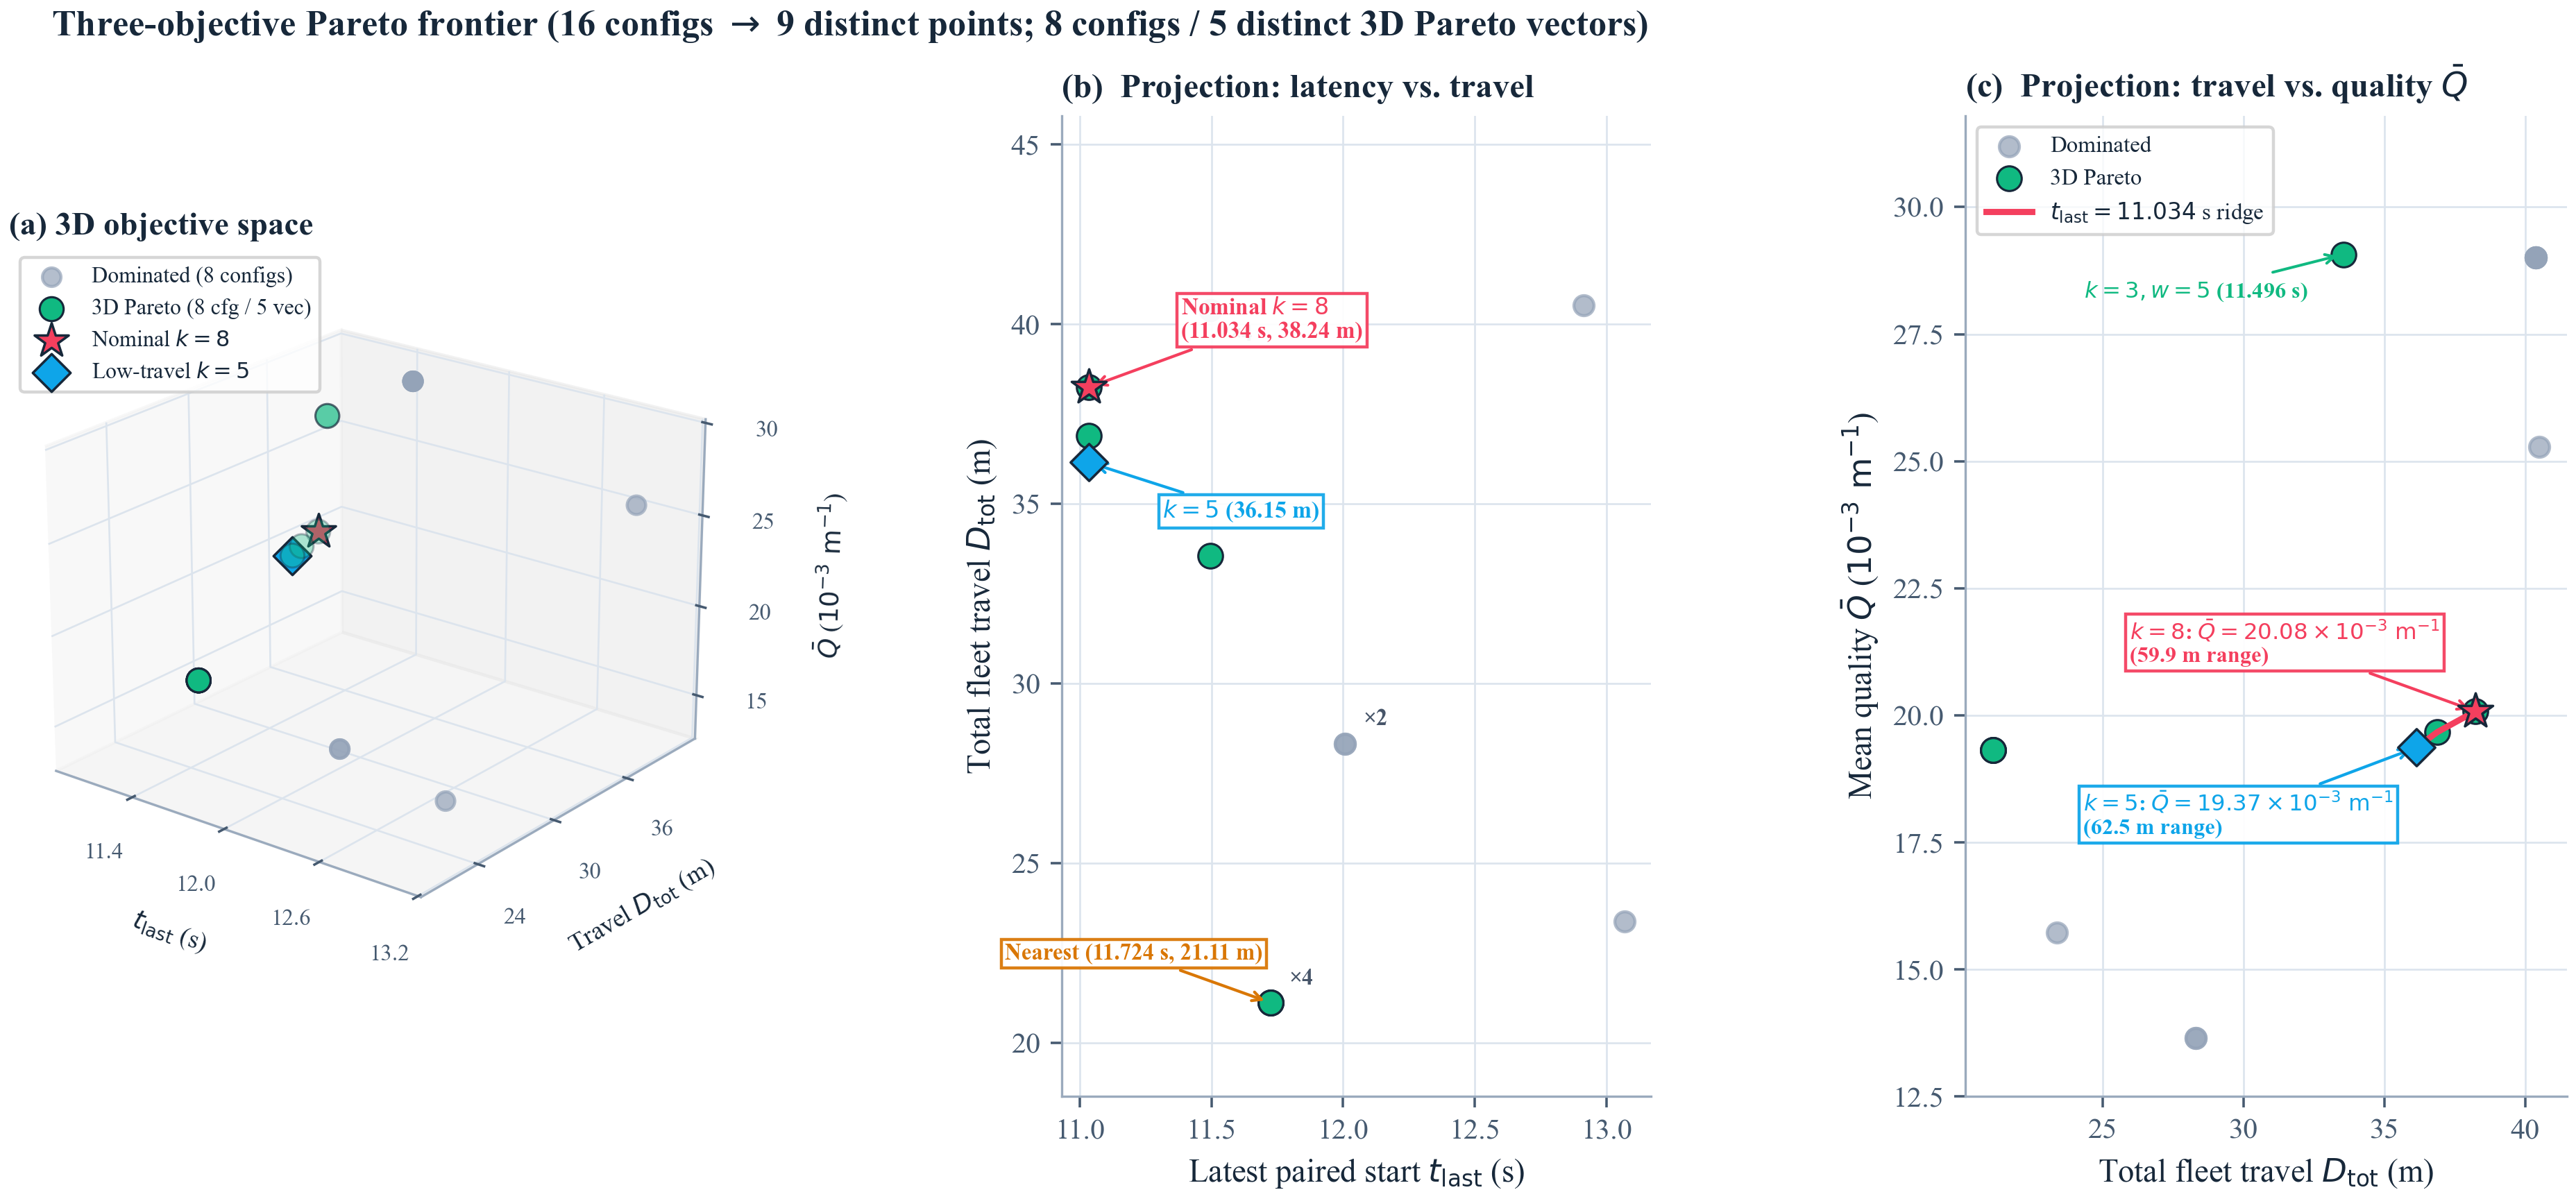 Three-objective Pareto frontier (16 configs → 9 distinct points; 8 configs / 5 distinct 3D Pareto vectors)
(a) 3D objective space
Dominated (8 configs)
3D Pareto (8 cfg / 5 vec)
Nominal k = 8
Low-travel k = 5
30
25
20
15
Q̄ (10⁻³ m⁻¹)
11.4
12.0
12.6
13.2
t_last (s)
24
30
36
Travel D_tot (m)
(b) Projection: latency vs. travel
45
40
35
30
25
20
Total fleet travel D_tot (m)
Nominal k = 8
(11.034 s, 38.24 m)
k = 5 (36.15 m)
×2
Nearest (11.724 s, 21.11 m)
×4
11.0
11.5
12.0
12.5
13.0
Latest paired start t_last (s)
(c) Projection: travel vs. quality Q̄
Dominated
3D Pareto
t_last = 11.034 s ridge
30.0
27.5
25.0
22.5
20.0
17.5
15.0
12.5
Mean quality Q̄ (10⁻³ m⁻¹)
k = 3, w = 5 (11.496 s)
k = 8: Q̄ = 20.08 × 10⁻³ m⁻¹
(59.9 m range)
k = 5: Q̄ = 19.37 × 10⁻³ m⁻¹
(62.5 m range)
25
30
35
40
Total fleet travel D_tot (m)